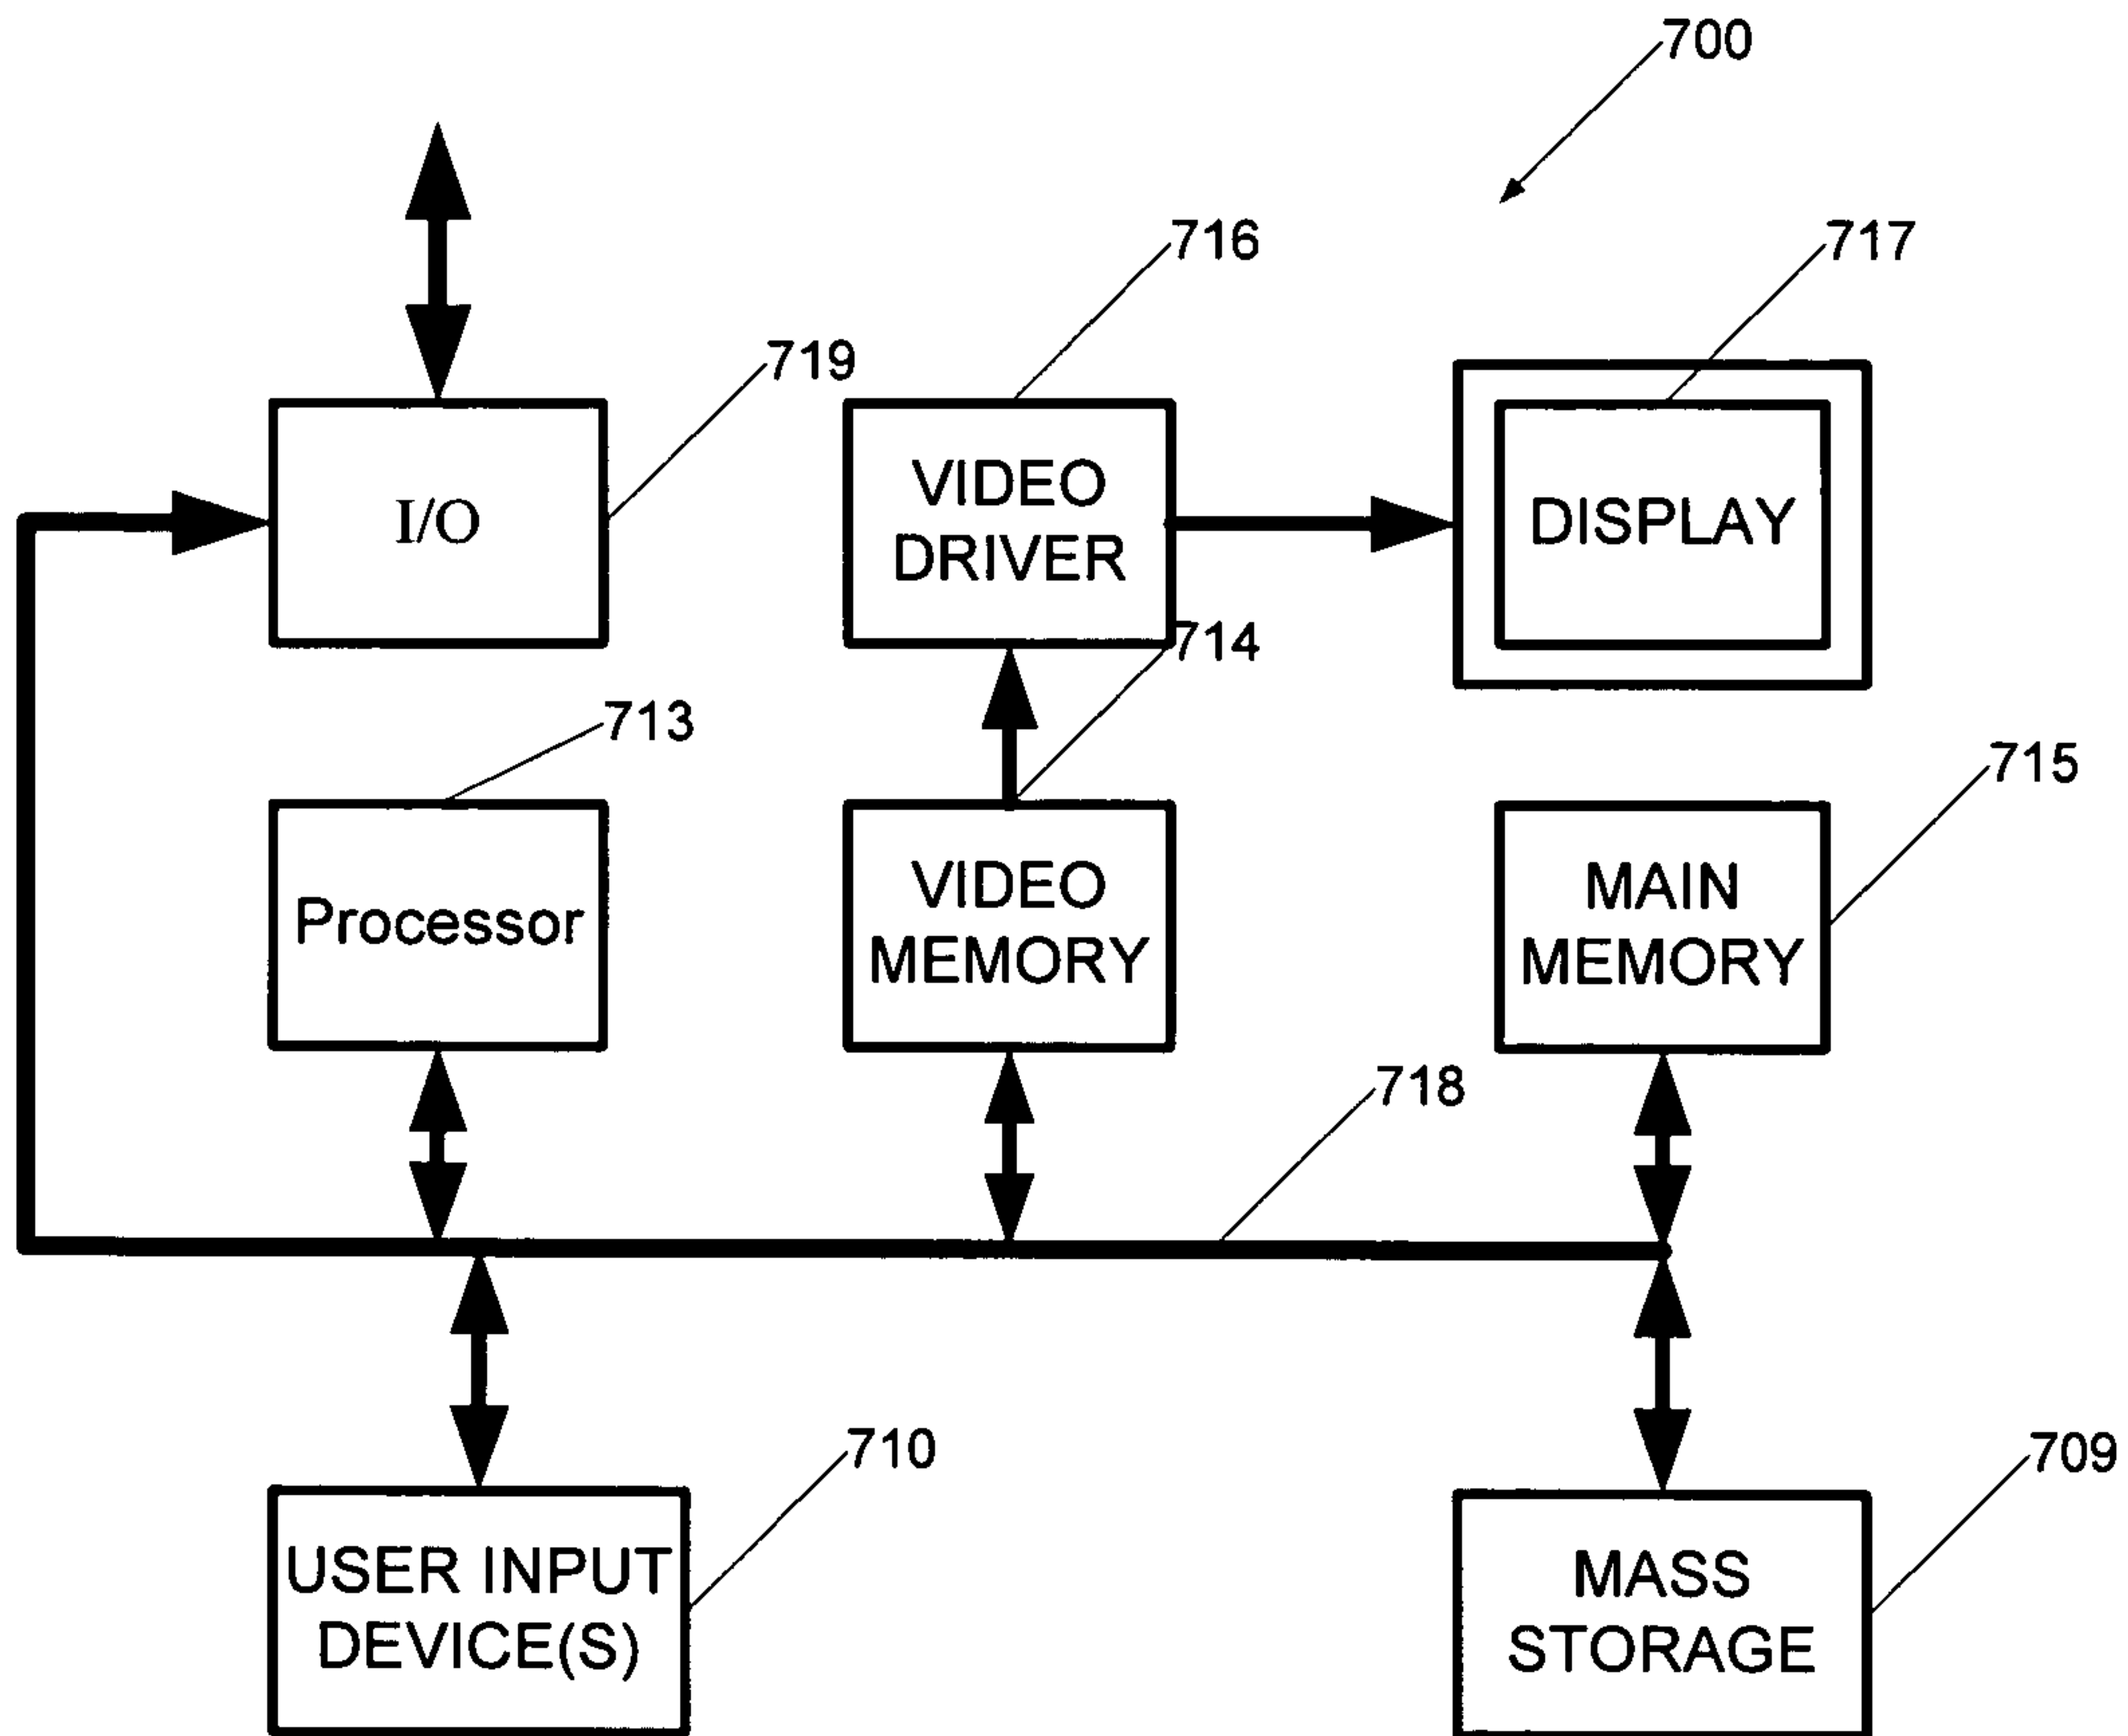 700
716
717
719
I/O
VIDEO
DRIVER
DISPLAY
714
713
715
Processor
VIDEO
MEMORY
MAIN
MEMORY
718
710
709
USER INPUT
DEVICE(S)
MASS
STORAGE